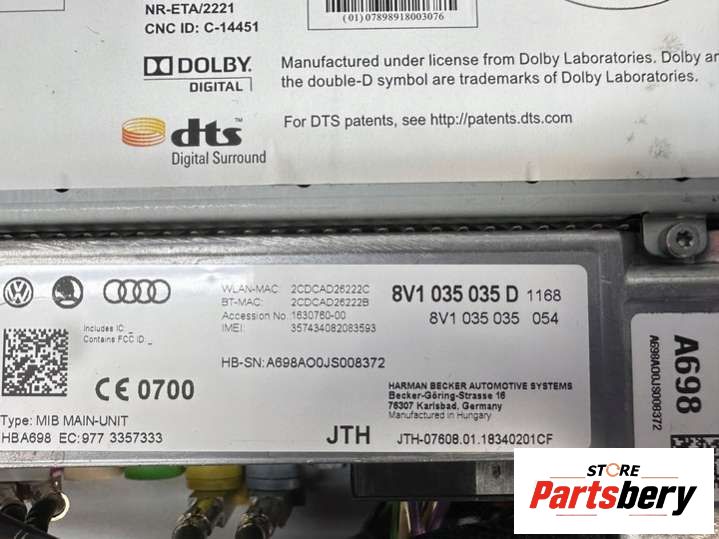 NR-ETA/2221
CNC ID: C-14451
(01)07898918003076
DOLBY
DIGITAL
Manufactured under license from Dolby Laboratories. Dolby an
the double-D symbol are trademarks of Dolby Laboratories.
dts
Digital Surround
For DTS patents, see http://patents.dts.com
WLAN-MAC: 2CDCAD26222C
BT-MAC: 2CDCAD26222B
Accession No. 1630760-00
IMEI: 357434082083593
8V1 035 035 D 1168
8V1 035 035 054
Includes IC: _
Contains FCC ID: _
HB-SN:A698AO0JS008372
CE 0700
HARMAN BECKER AUTOMOTIVE SYSTEMS
Becker-Göring-Strasse 16
76307 Karlsbad, Germany
Manufactured in Hungary
Type: MIB MAIN-UNIT
HBA698 EC:977 3357333
JTH
JTH-07608.01.18340201CF
A698
A698AO0JS008372
STORE
Partsbery